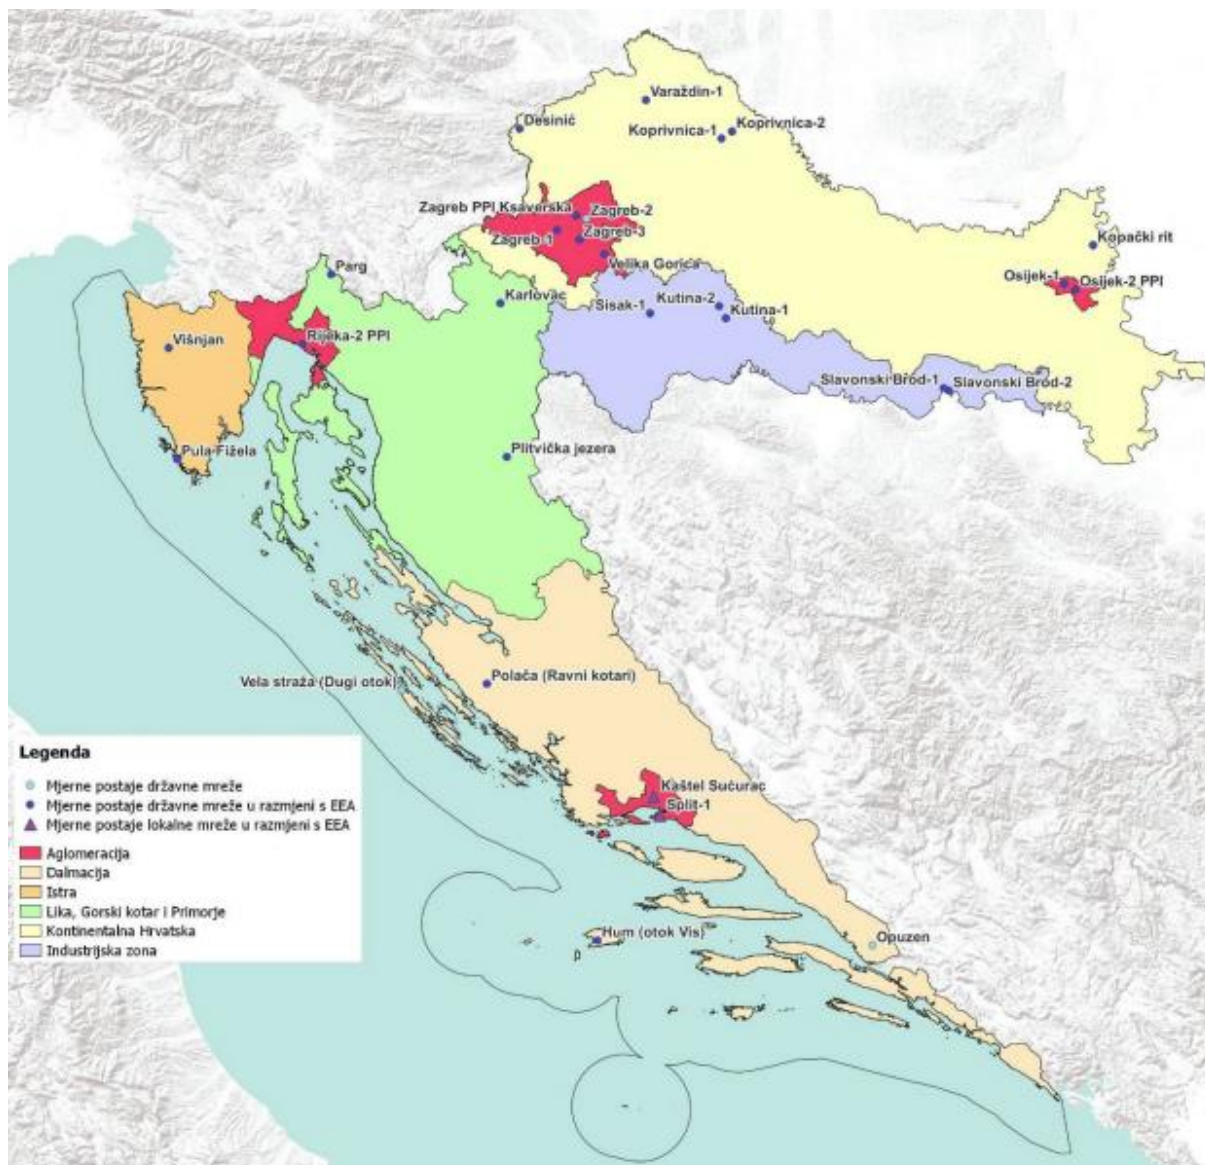 Varaždin-1
Desinić
Koprivnica-1
Koprivnica-2
Zagreb PPI Ksaverska
Zagreb-2
Zagreb-1
Zagreb-3
Velika Gorica
Kopački rit
Osijek-1
Osijek-2 PPI
Parg
Karlovac
Sisak-1
Kutina-2
Kutina-1
Višnjan
Rijeka-2 PPI
Slavonski Brod-1
Slavonski Brod-2
Pula Fižela
Plitvička jezera
Vela straža (Dugi otok)
Polača (Ravni kotari)
Kaštel Sućurac
Split-1
Hum (otok Vis)
Opuzen
Legenda
Mjerne postaje državne mreže
Mjerne postaje državne mreže u razmjeni s EEA
Mjerne postaje lokalne mreže u razmjeni s EEA
Aglomeracija
Dalmacija
Istra
Lika, Gorski kotar i Primorje
Kontinentalna Hrvatska
Industrijska zona